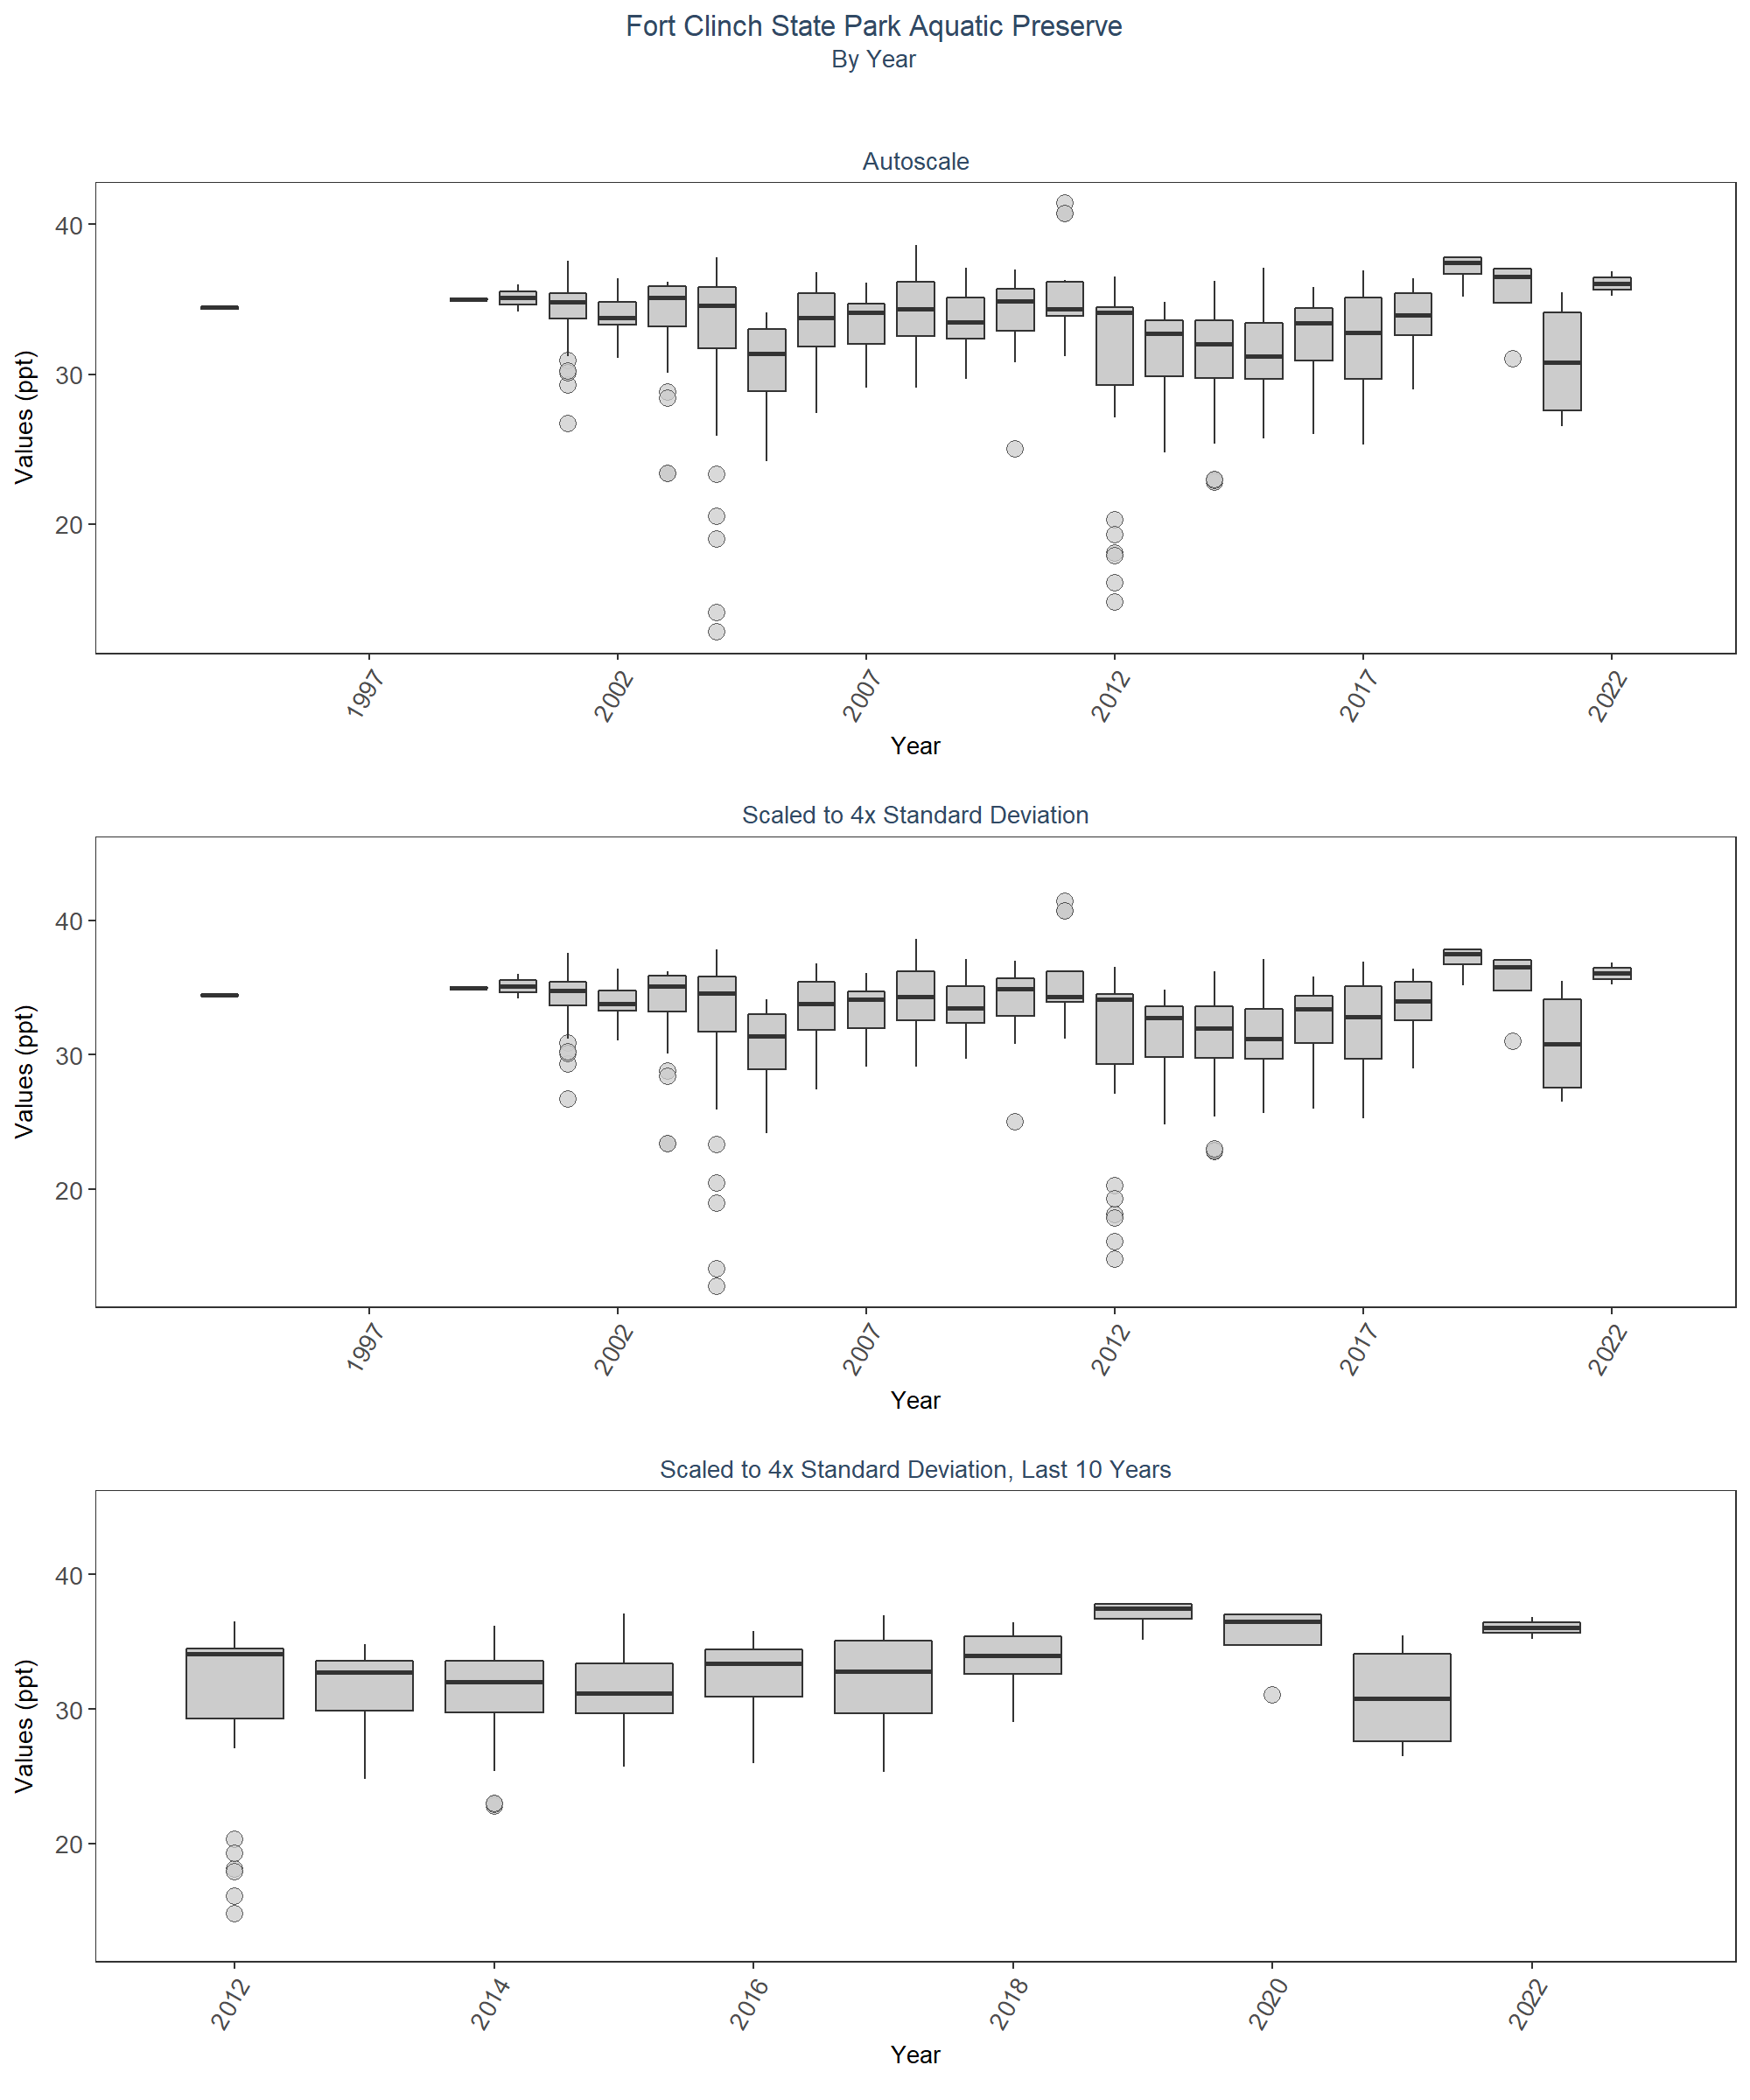 Fort Clinch State Park Aquatic Preserve
By Year
Autoscale
40
30
20
Values (ppt)
1997 2002 2007 2012 2017 2022
Year
Scaled to 4x Standard Deviation
40
30
20
Values (ppt)
1997 2002 2007 2012 2017 2022
Year
Scaled to 4x Standard Deviation, Last 10 Years
40
30
20
Values (ppt)
2012 2014 2016 2018 2020 2022
Year